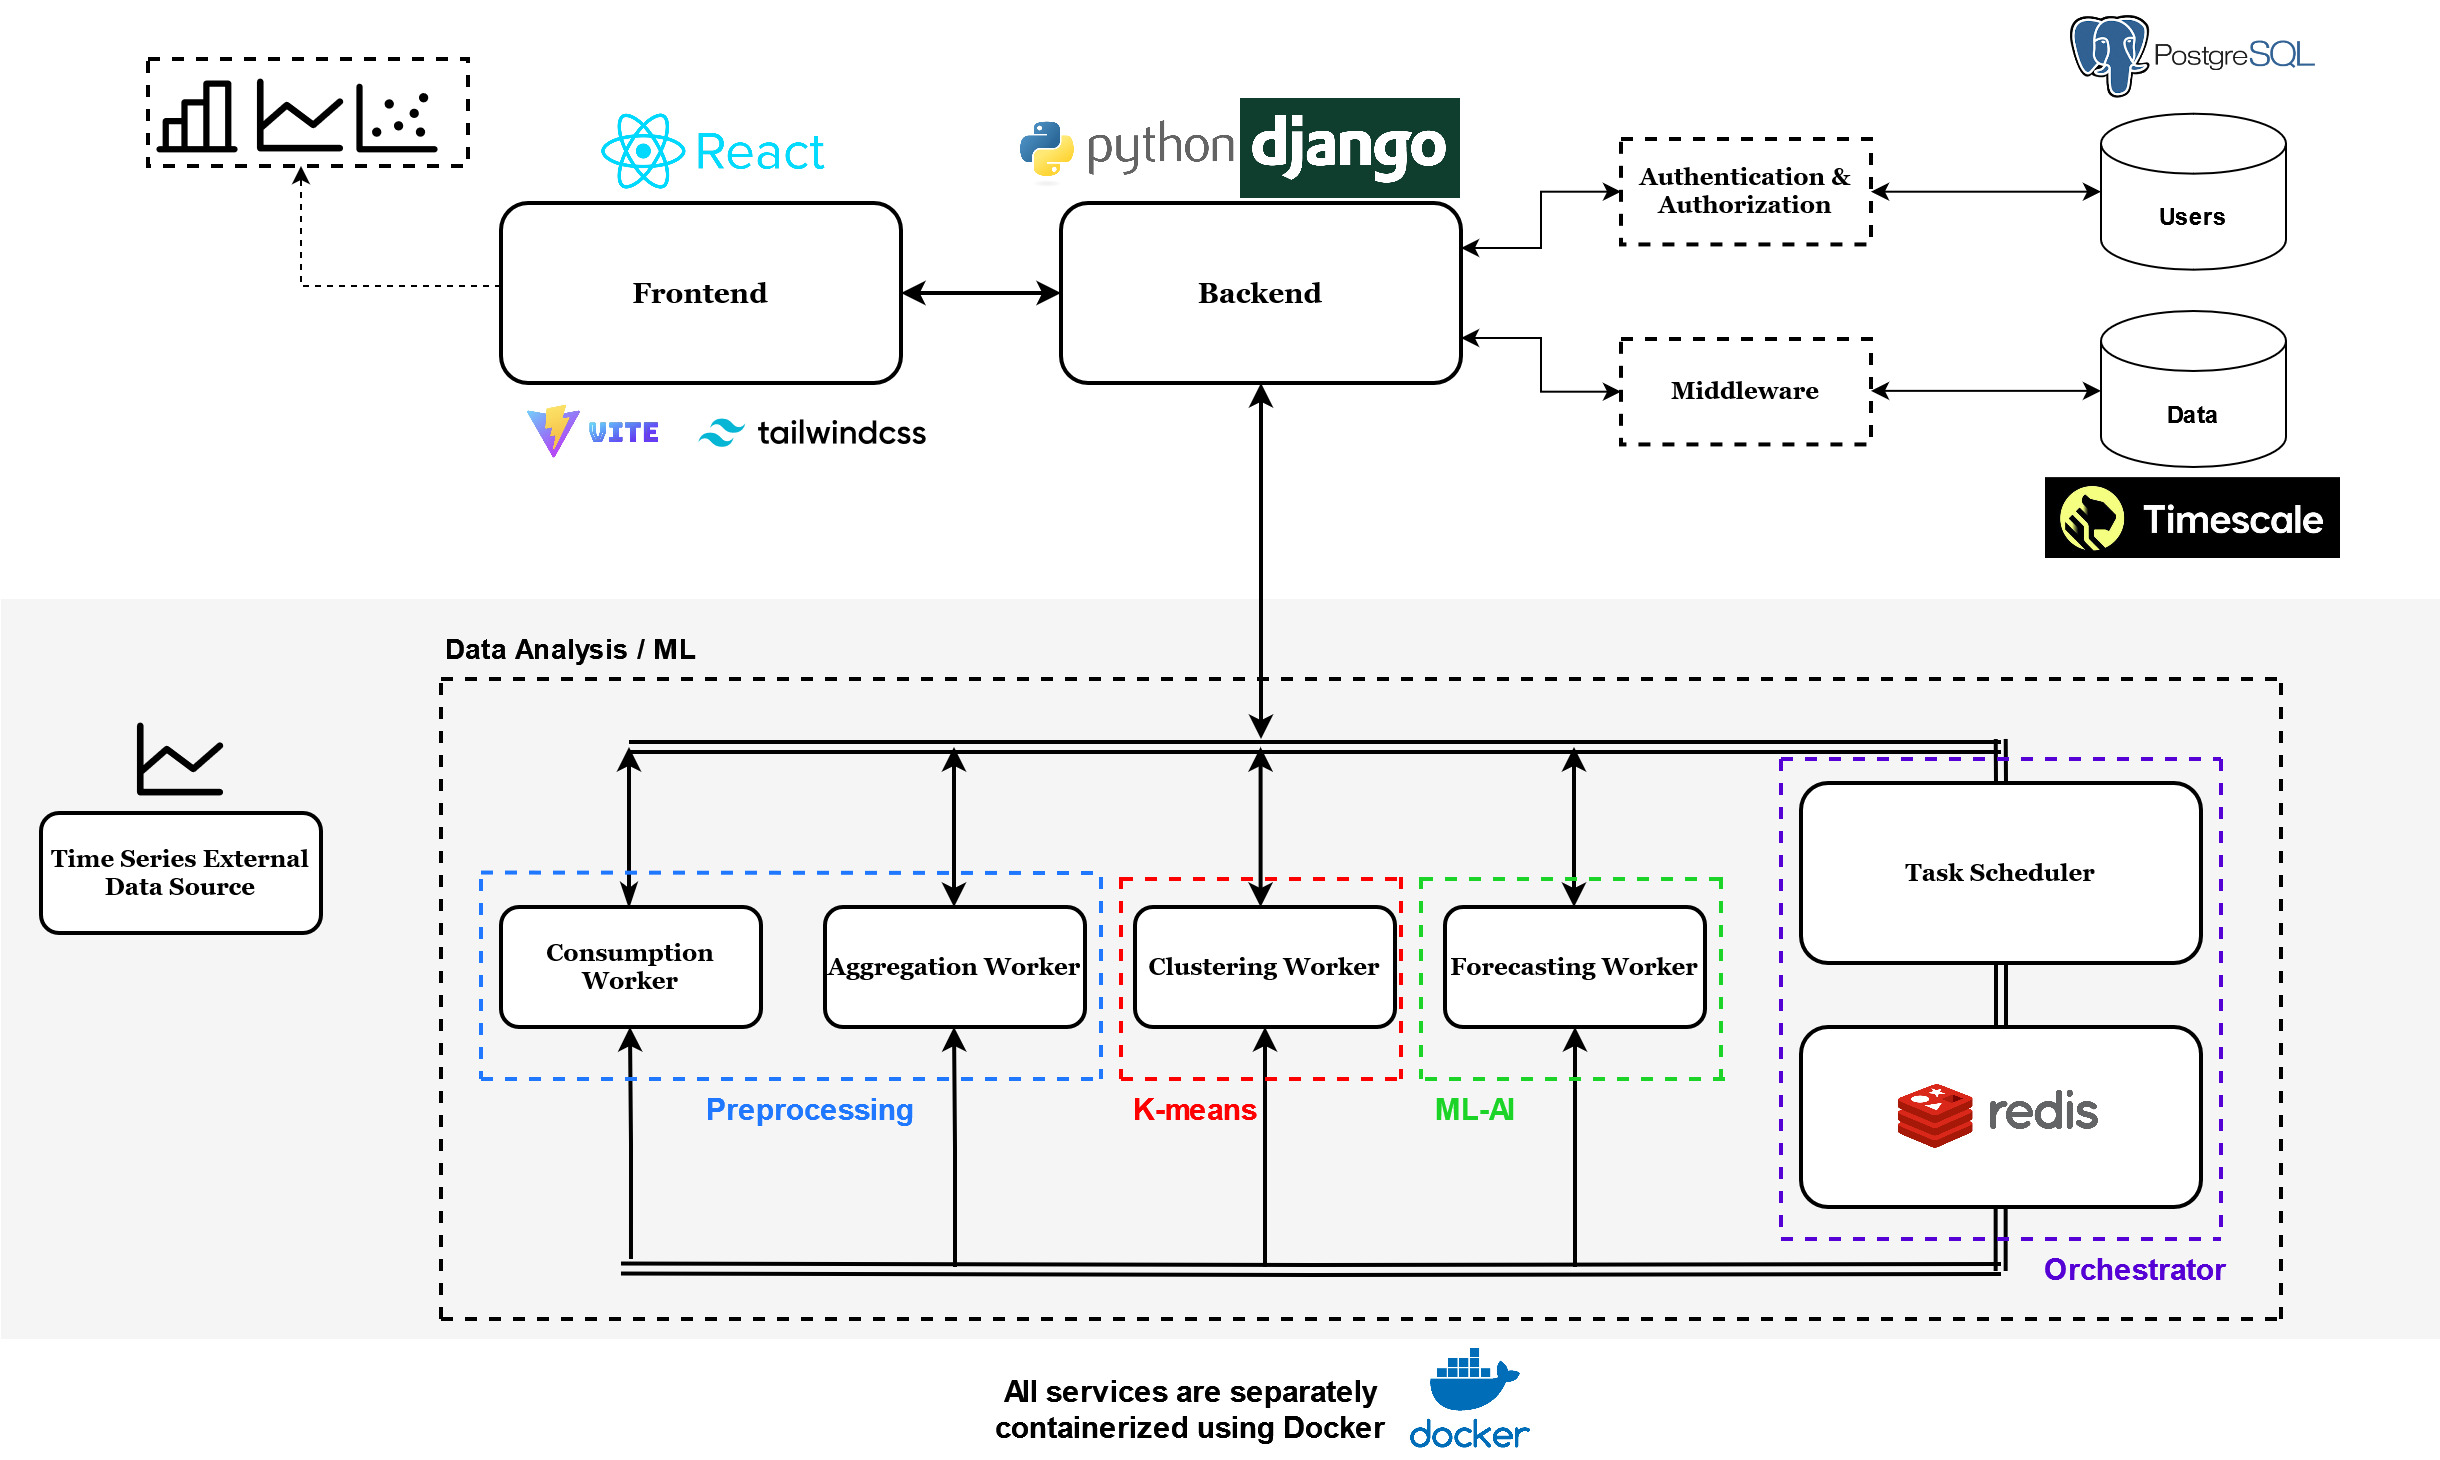 PostgreSQL
React
python
django
Authentication &
Authorization
Users
Frontend
Backend
Middleware
Data
VITE
tailwindcss
Timescale
Data Analysis / ML
Time Series External
Data Source
Task Scheduler
Consumption
Worker
Aggregation Worker
Clustering Worker
Forecasting Worker
Preprocessing
K-means
ML-AI
redis
Orchestrator
All services are separately
containerized using Docker
docker